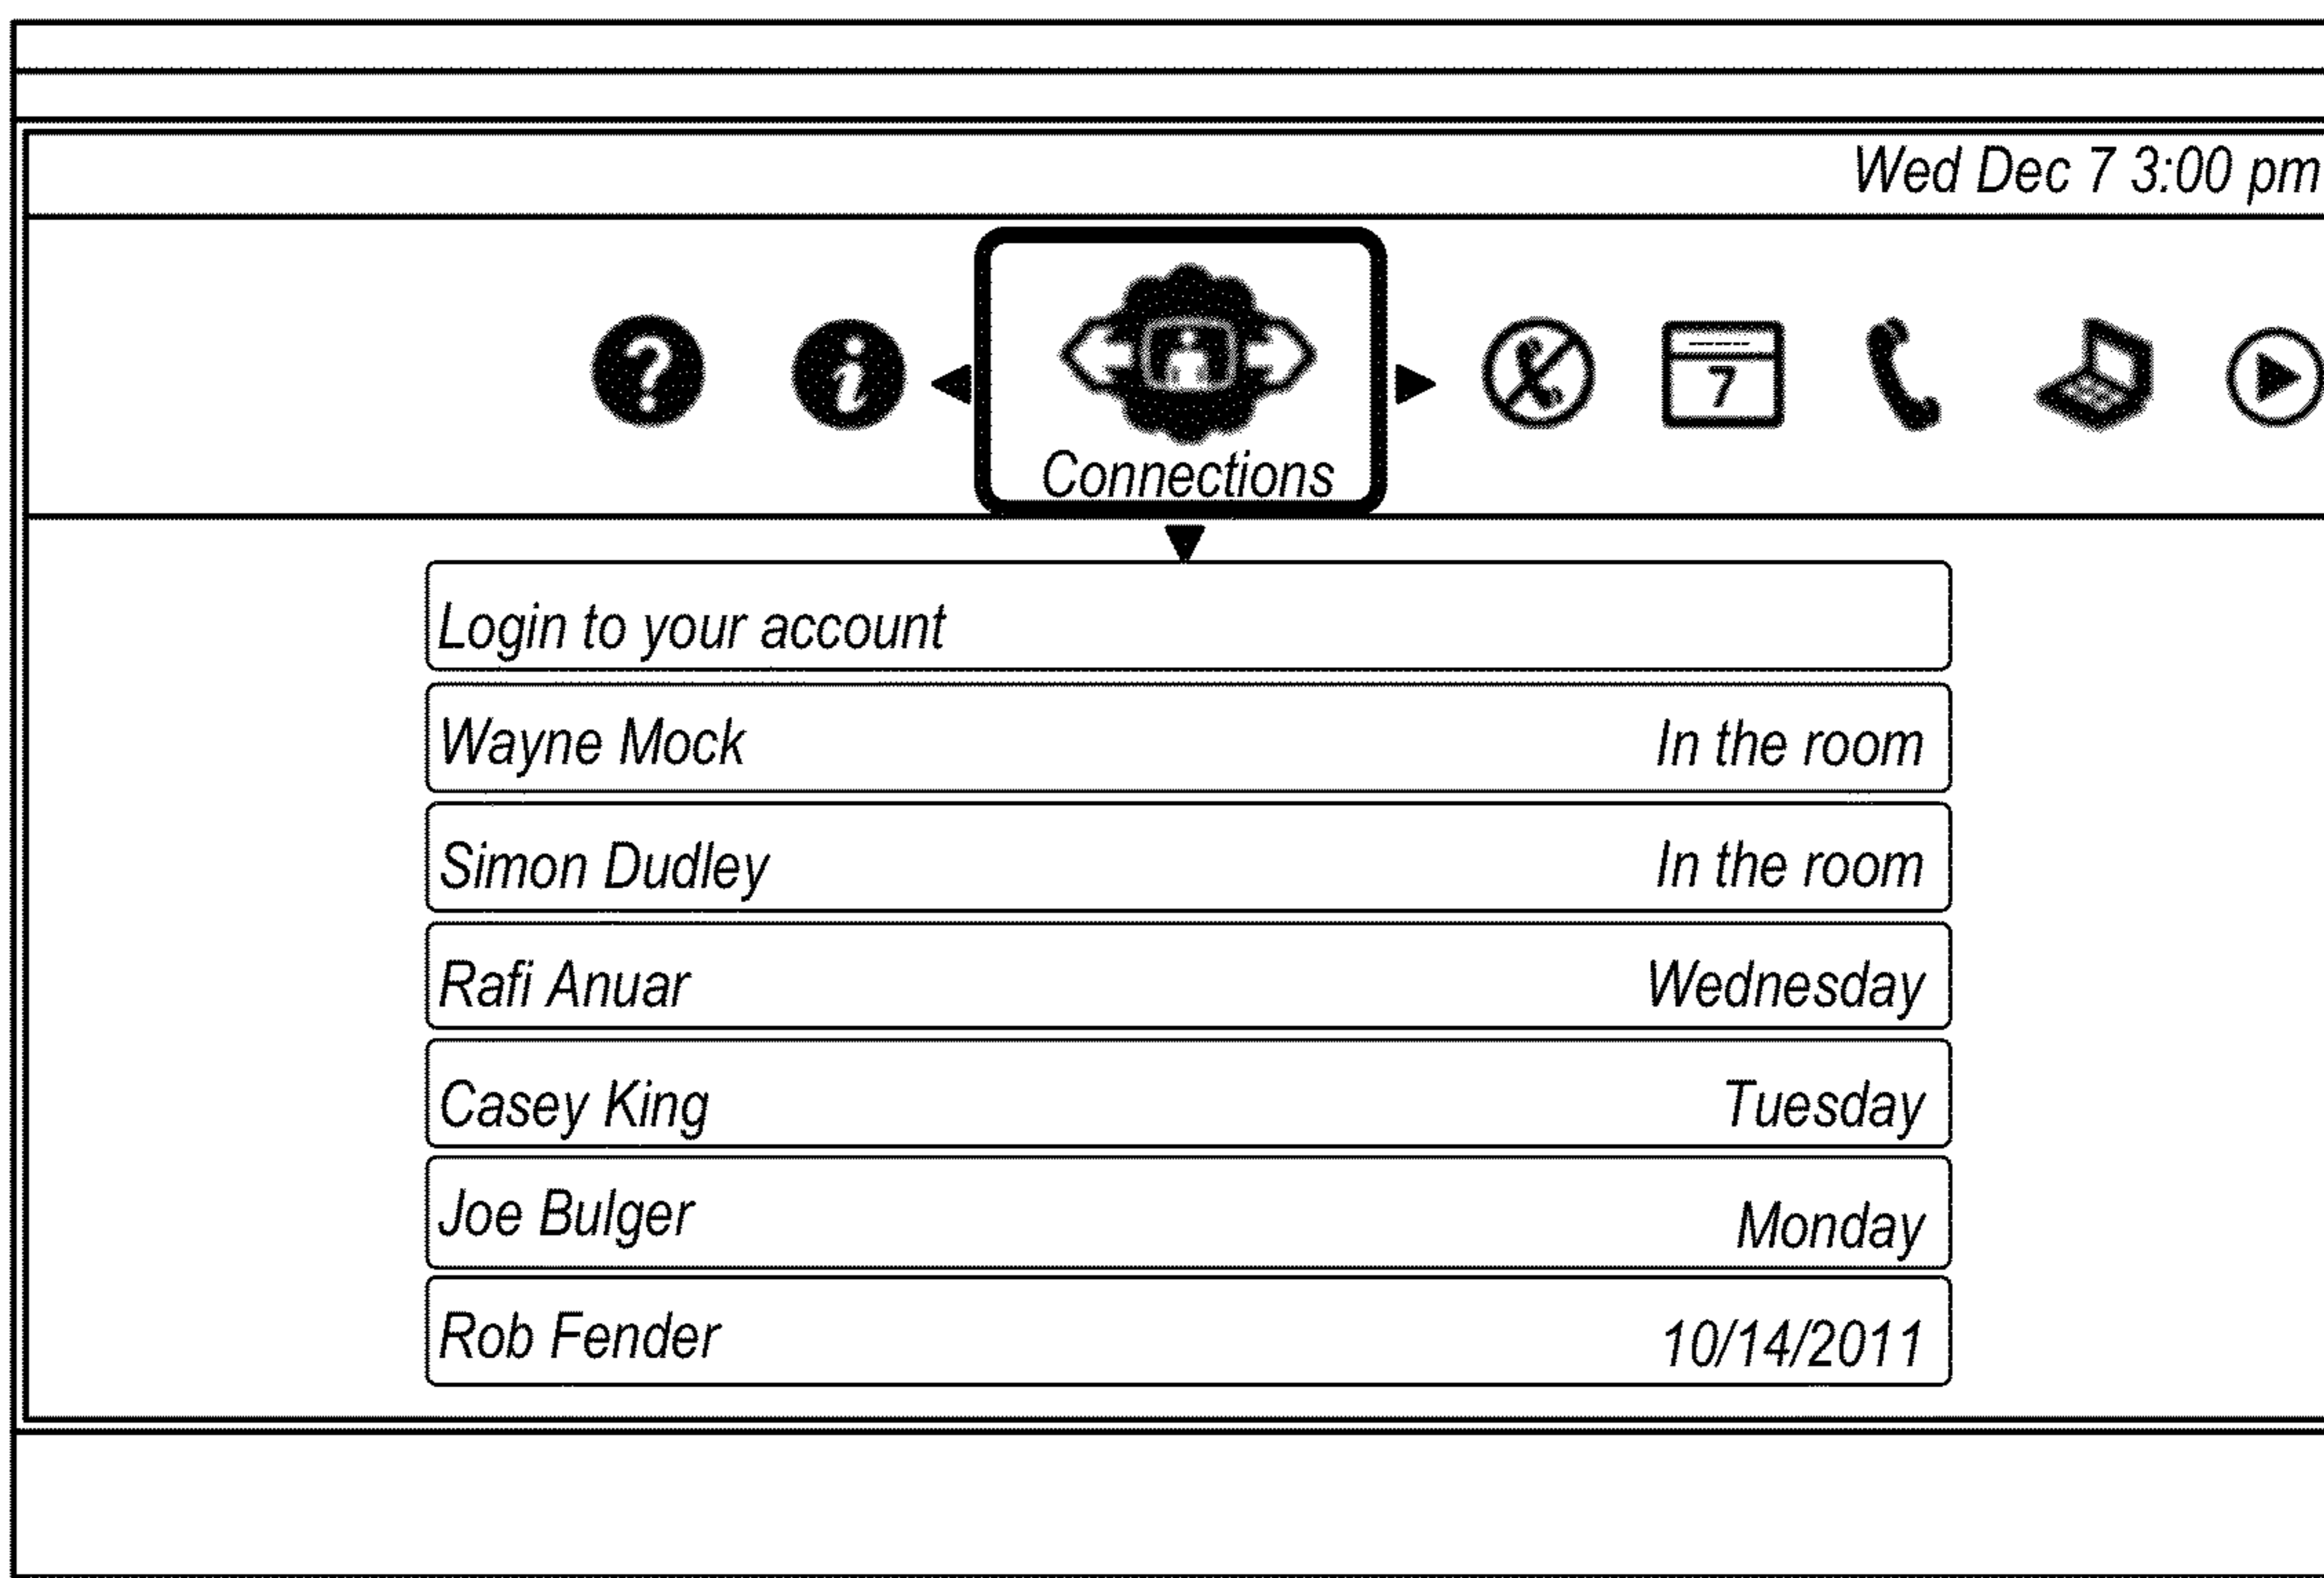 Wed Dec 7 3:00 pm
? i 7
Connections
Login to your account
Wayne Mock In the room
Simon Dudley In the room
Rafi Anuar Wednesday
Casey King Tuesday
Joe Bulger Monday
Rob Fender 10/14/2011